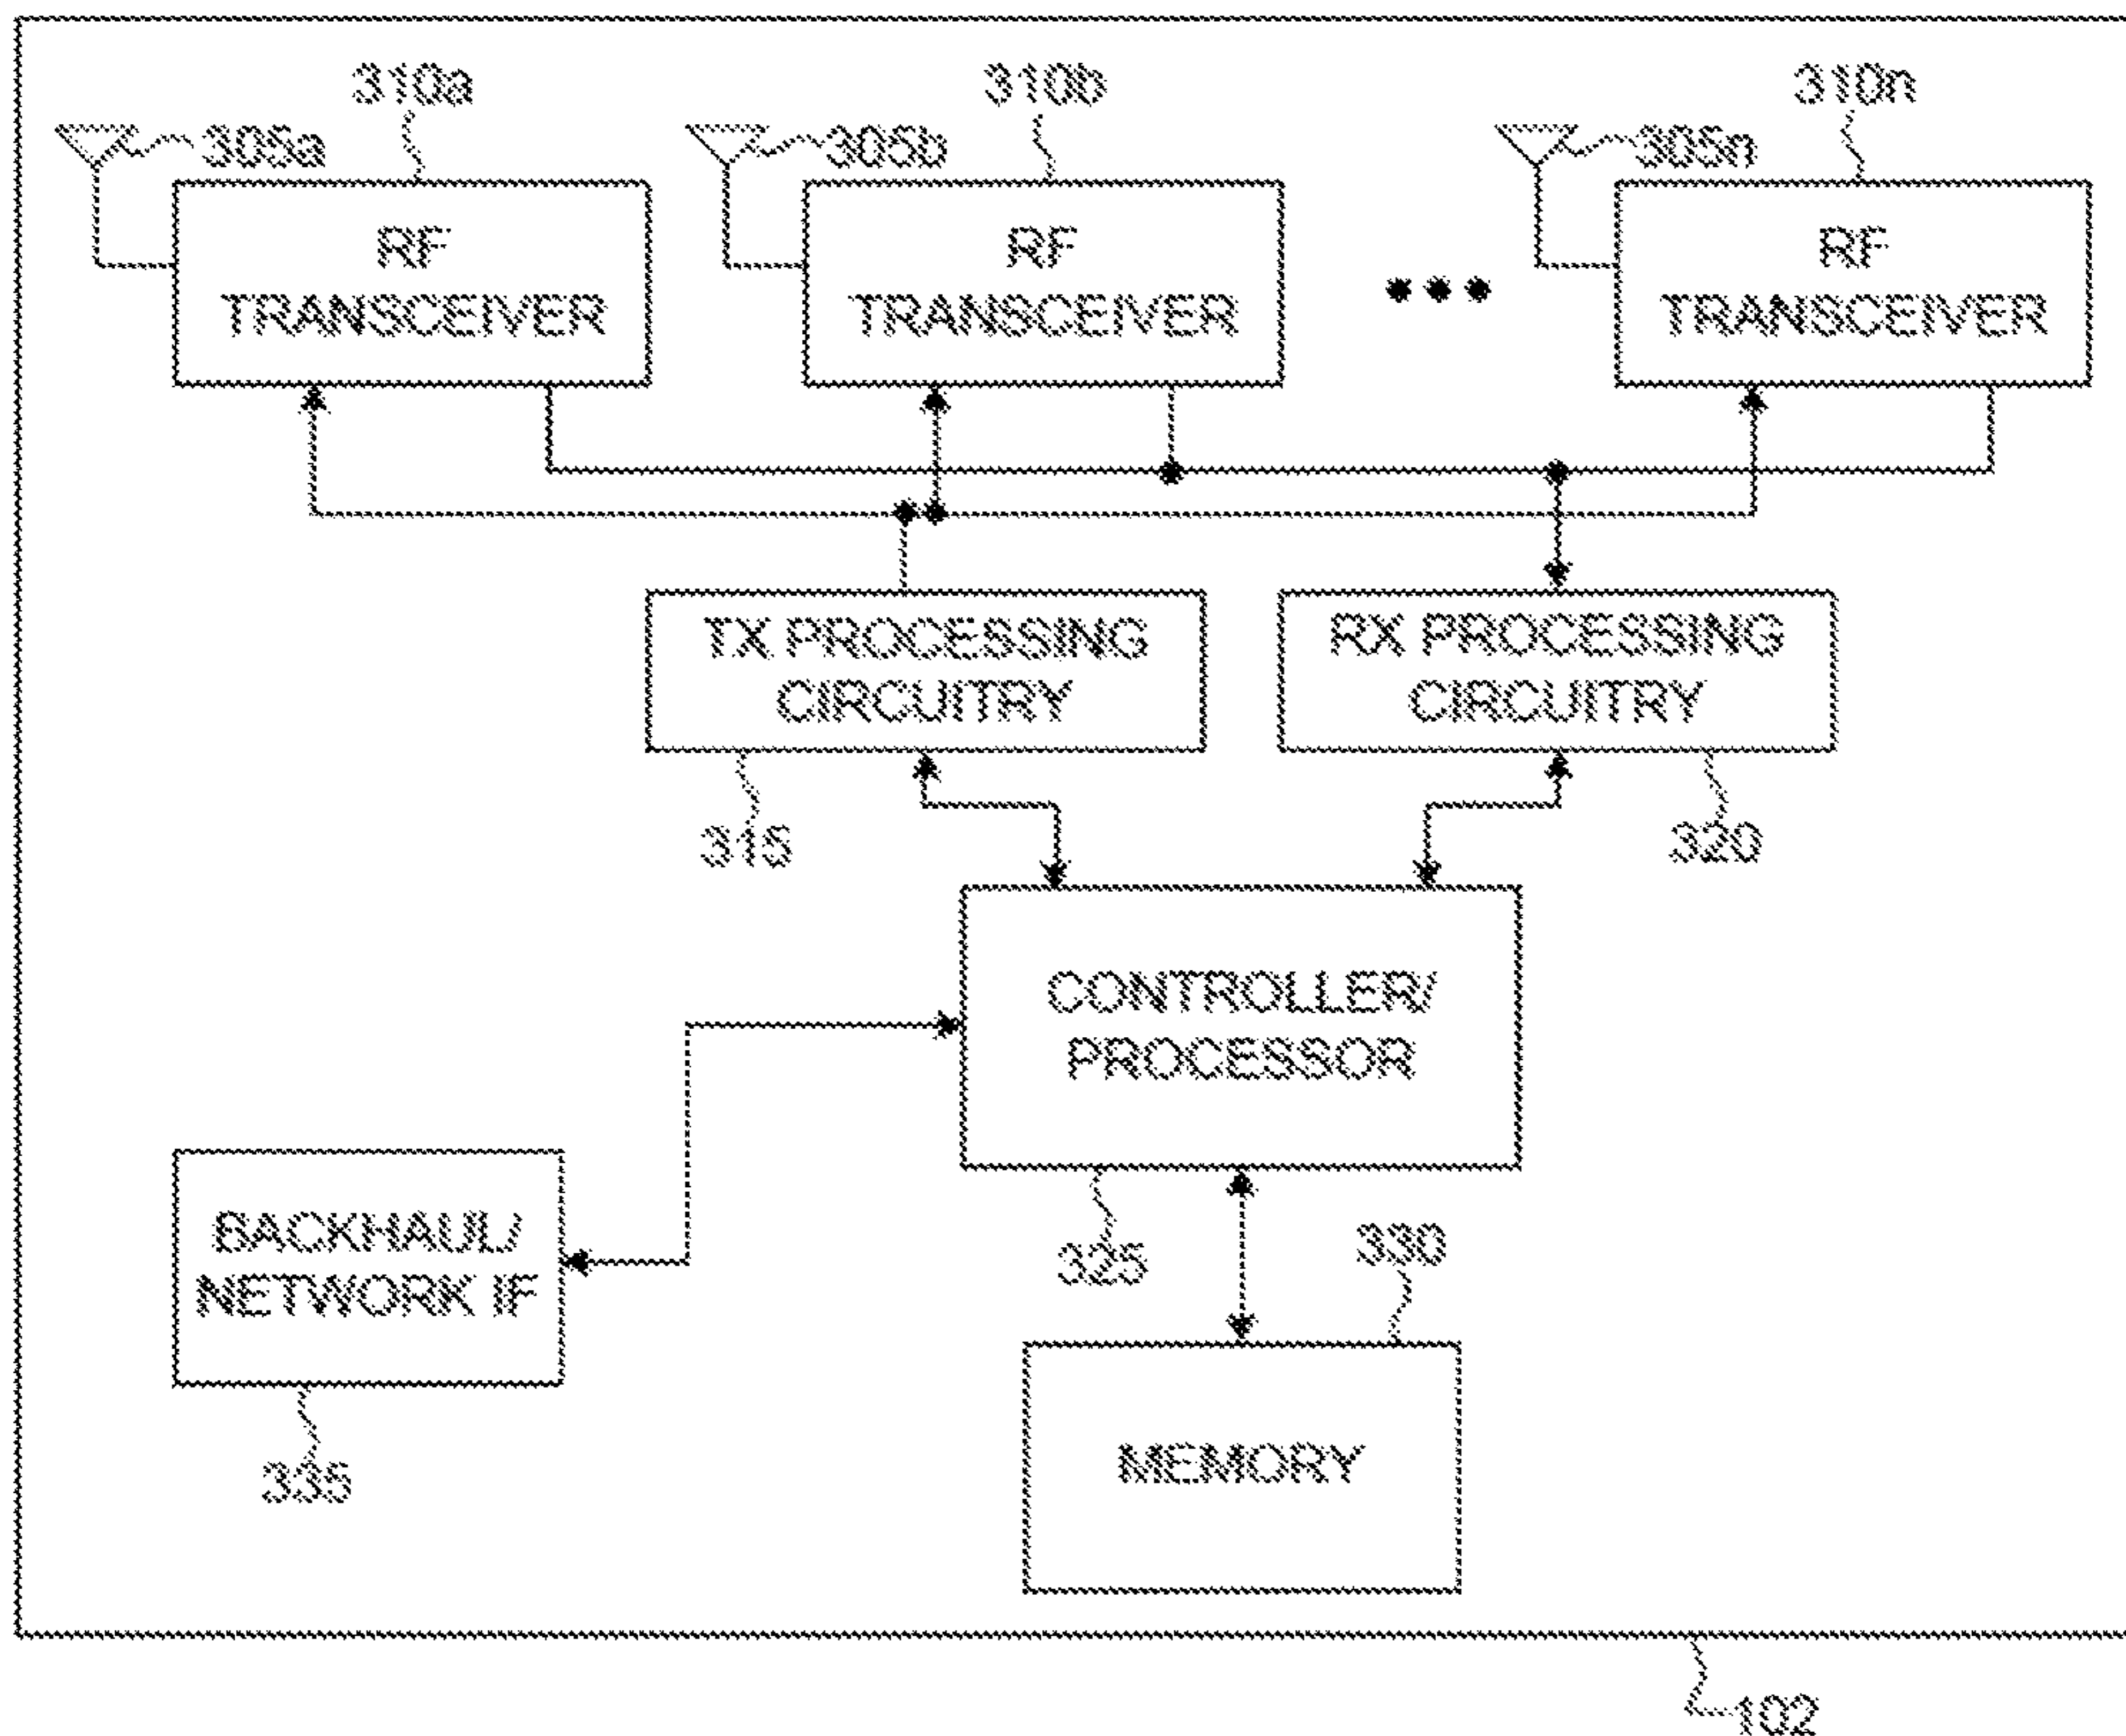 310a 310b 310n
305a 305b 305n
RF
TRANSCEIVER
RF
TRANSCEIVER
RF
TRANSCEIVER
TX PROCESSING
CIRCUITRY
RX PROCESSING
CIRCUITRY
315
320
CONTROLLER/
PROCESSOR
BACKHAUL/
NETWORK IF
325
330
335
MEMORY
102